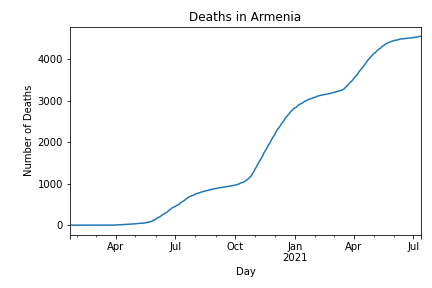 Deaths in Armenia
Number of Deaths
4000
3000
2000
1000
0
Apr Jul Oct Jan Apr Jul
2021
Day